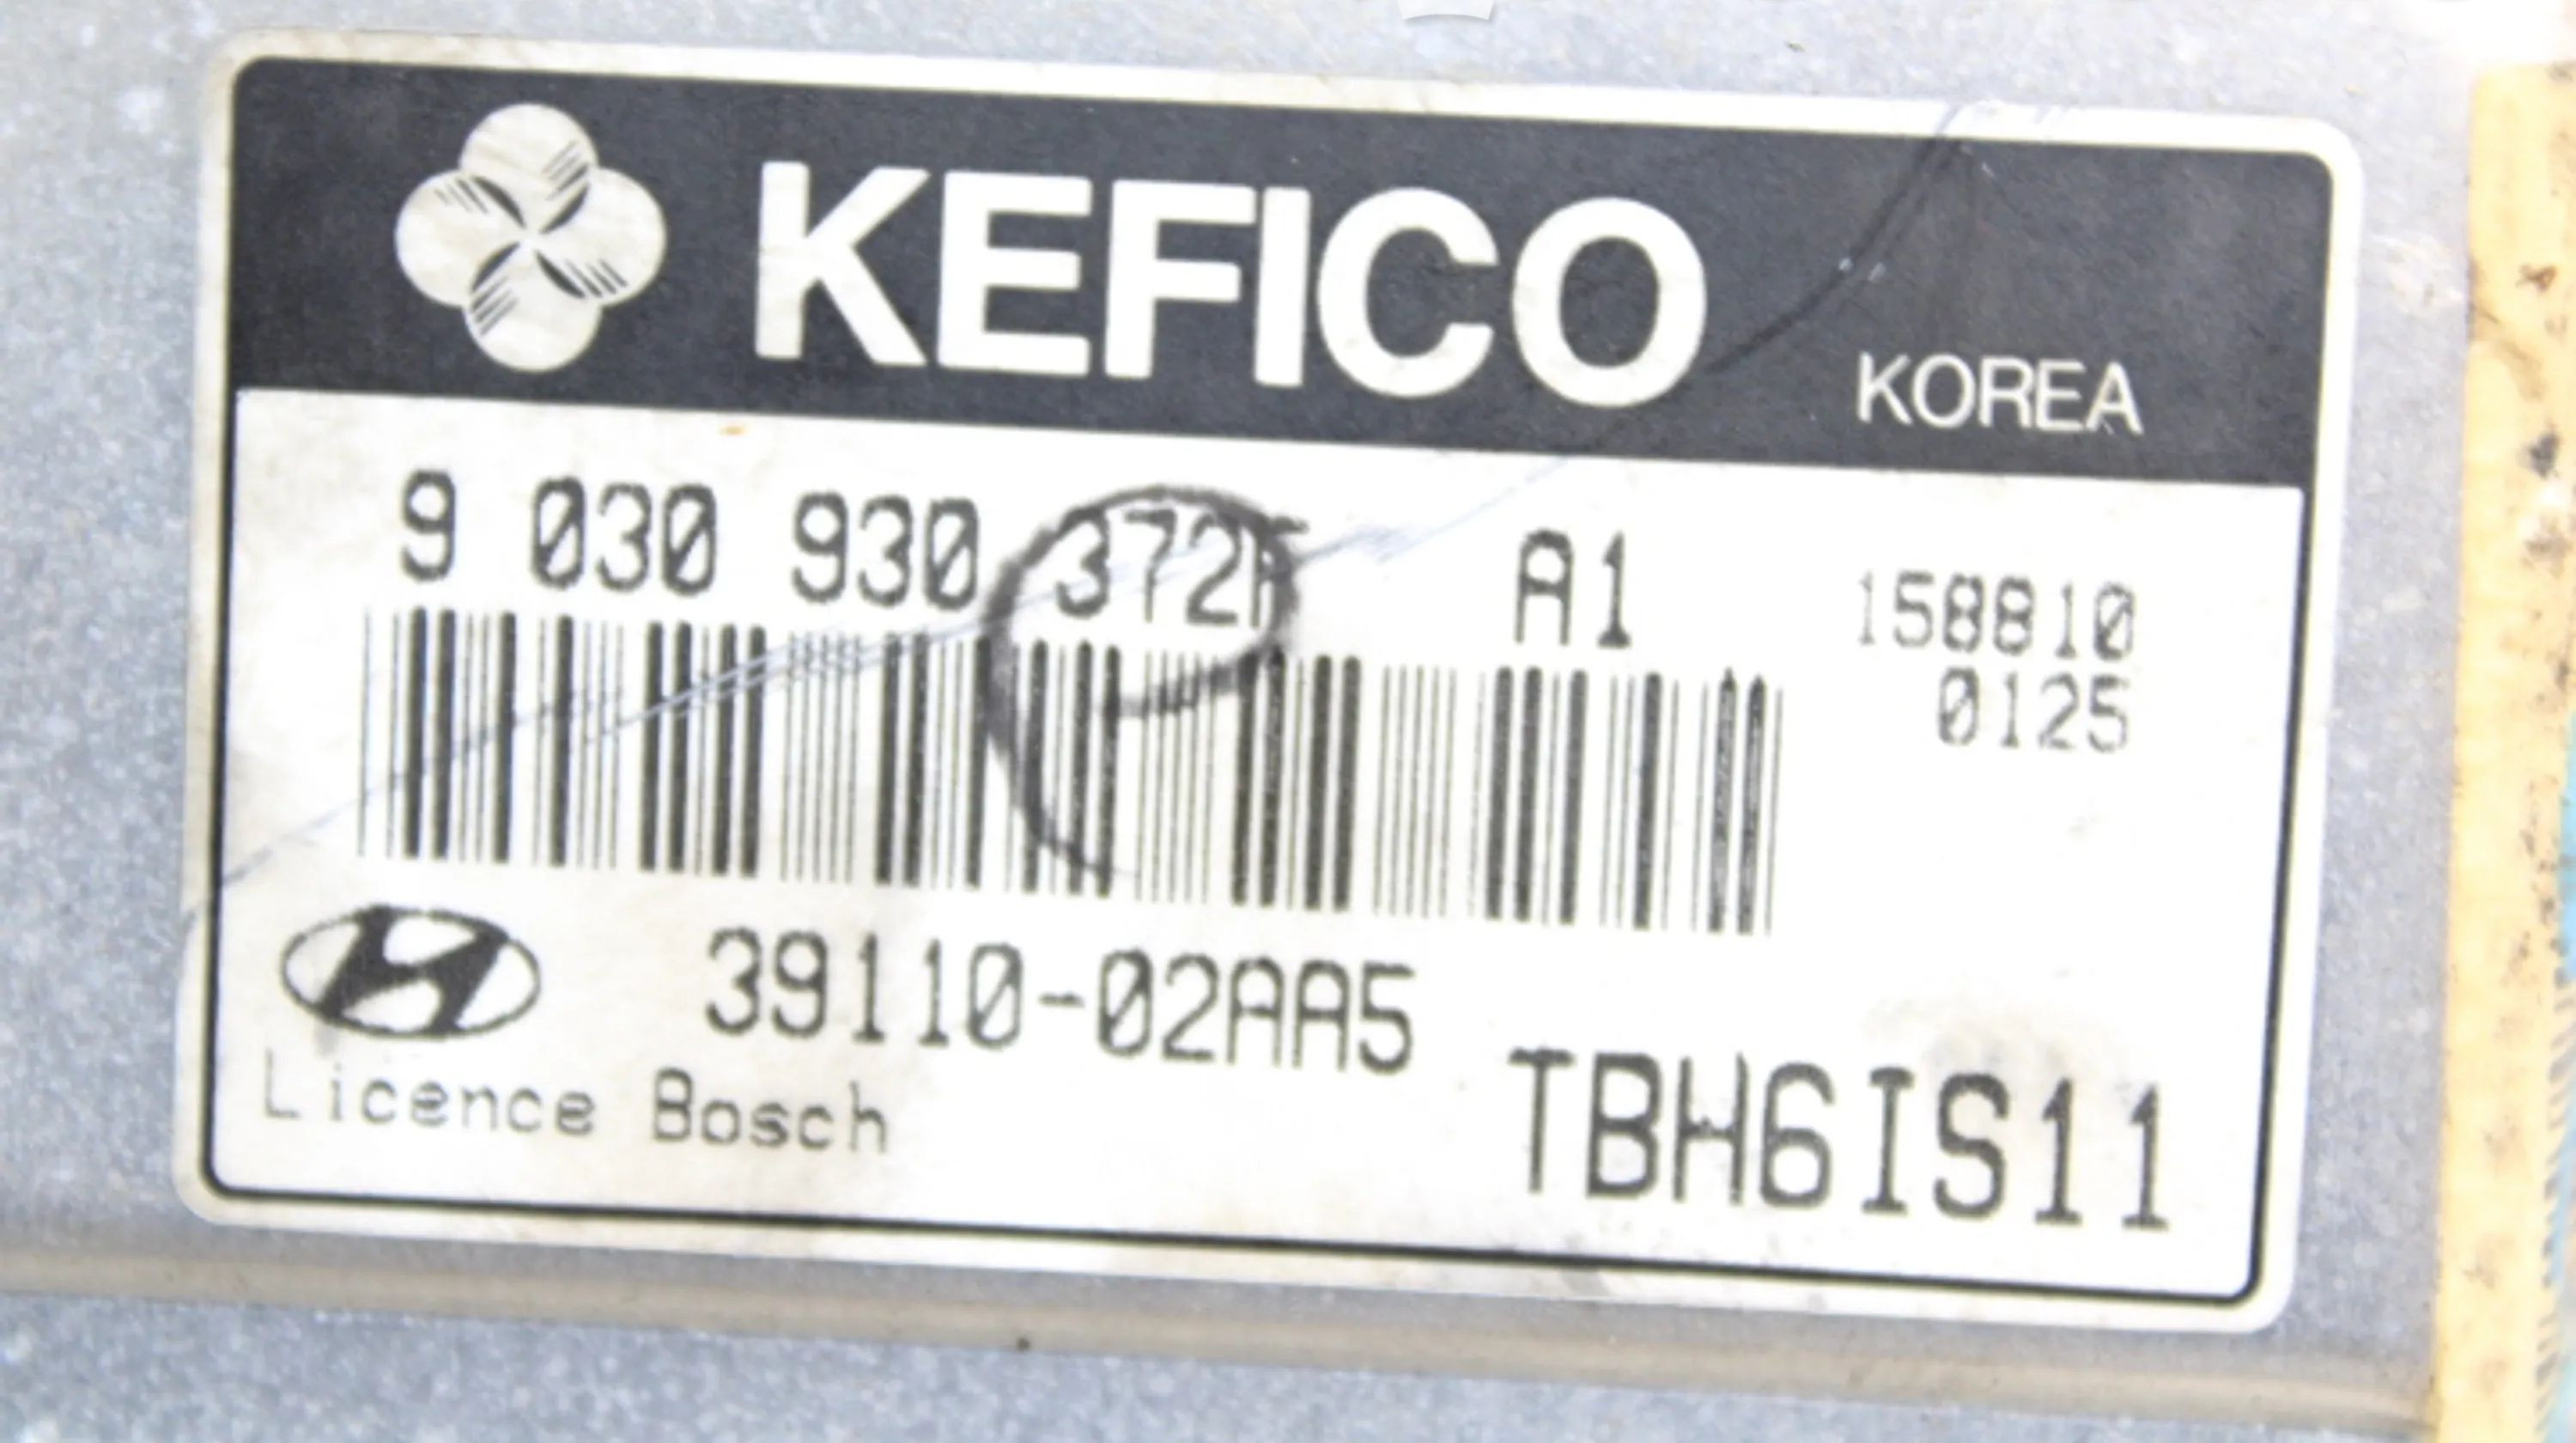 KEFICO KOREA
9 030 930 372F A1 158810
0125
39110-02AA5
Licence Bosch TBH6IS11